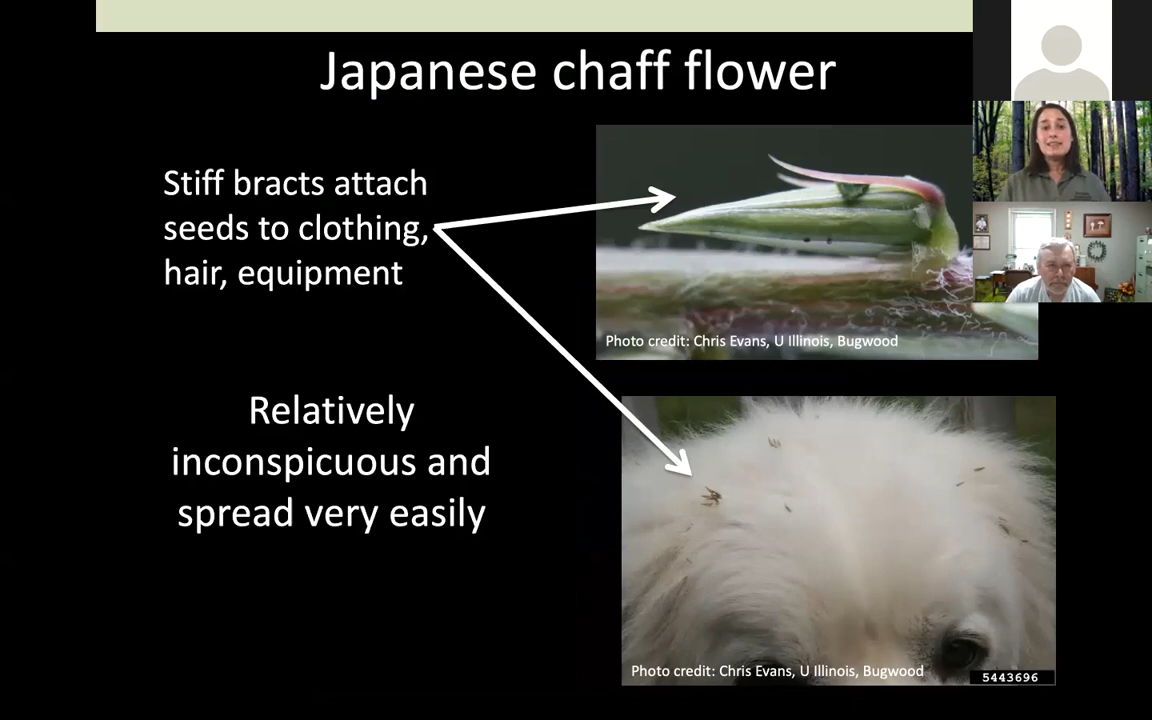 Japanese chaff flower
Stiff bracts attach
seeds to clothing,
hair, equipment
Photo credit: Chris Evans, U Illinois, Bugwood
Relatively
inconspicuous and
spread very easily
Photo credit: Chris Evans, U Illinois, Bugwood
5443696